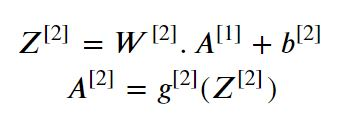 Z[2] = W[2]. A[1] + b[2]
A[2] = g[2](Z[2])